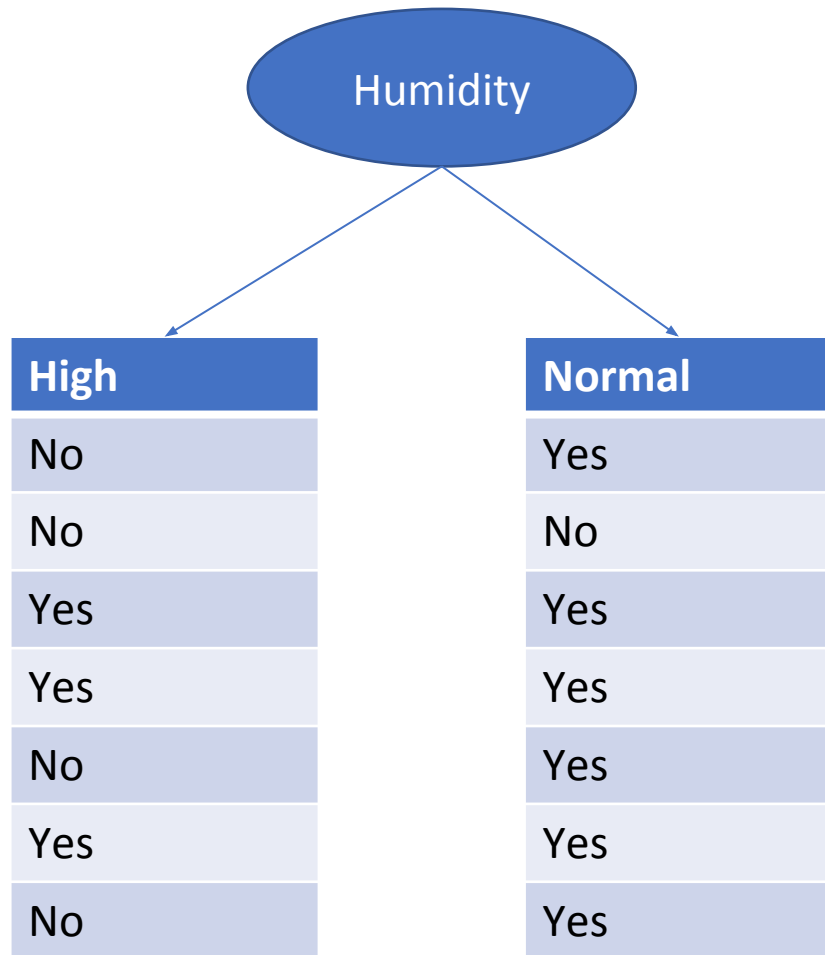 Humidity
High
No
No
Yes
Yes
No
Yes
No
Normal
Yes
No
Yes
Yes
Yes
Yes
Yes